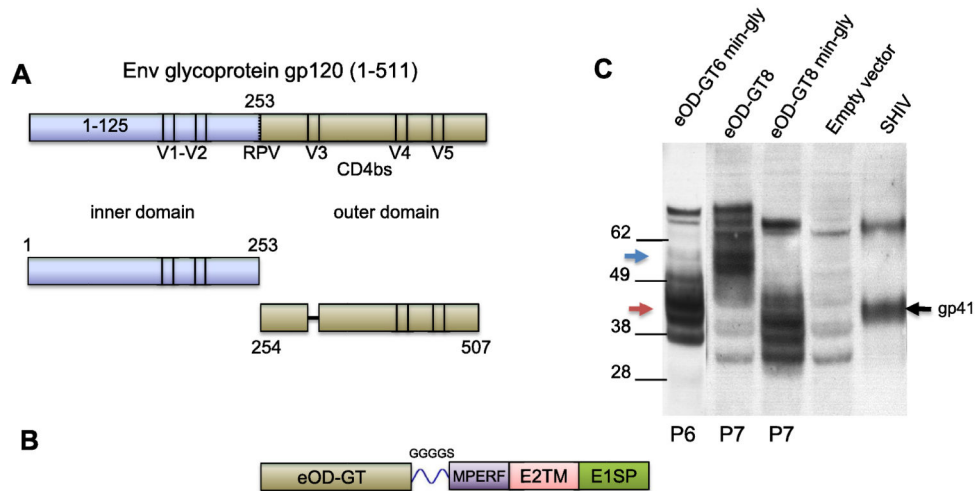 A
Env glycoprotein gp120 (1-511)
253
1-125
V1-V2
RPV
V3
V4
V5
CD4bs
inner domain
outer domain
1
253
254
507
B
GGGGS
eOD-GT
MPERF
E2TM
E1SP
C
eOD-GT6 min-gly
eOD-GT8
eOD-GT8 min-gly
Empty vector
SHIV
62
49
38
28
gp41
P6
P7
P7